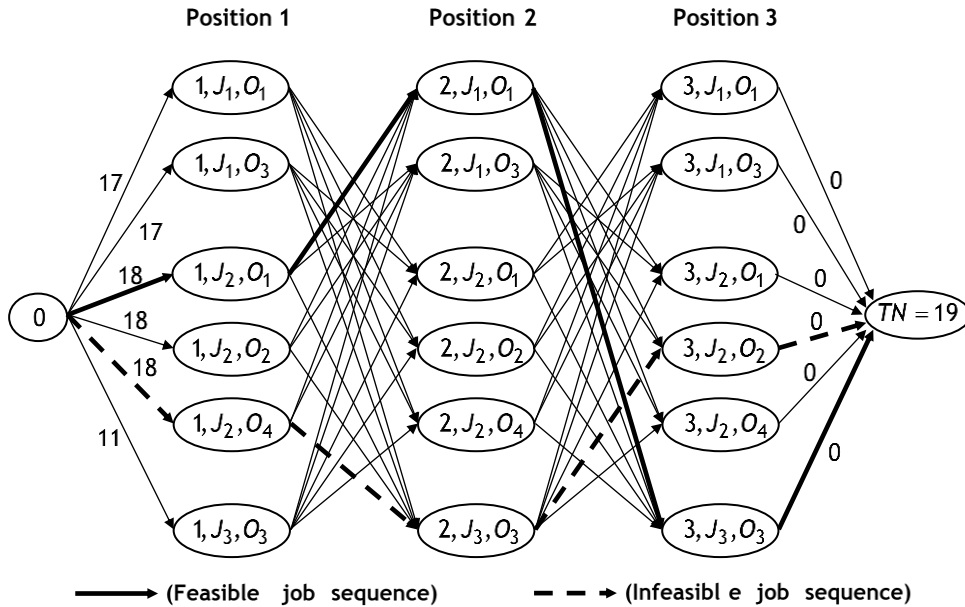 Position 1 Position 2 Position 3
1, J₁, O₁ 2, J₁, O₁ 3, J₁, O₁
1, J₁, O₃ 2, J₁, O₃ 3, J₁, O₃
17 0
17 0
1, J₂, O₁ 2, J₂, O₁ 3, J₂, O₁
18 0
0 TN = 19
18 0
1, J₂, O₂ 2, J₂, O₂ 3, J₂, O₂
18 0
1, J₂, O₄ 2, J₂, O₄ 3, J₂, O₄
11 0
1, J₃, O₃ 2, J₃, O₃ 3, J₃, O₃
(Feasible job sequence) (Infeasibl e job sequence)